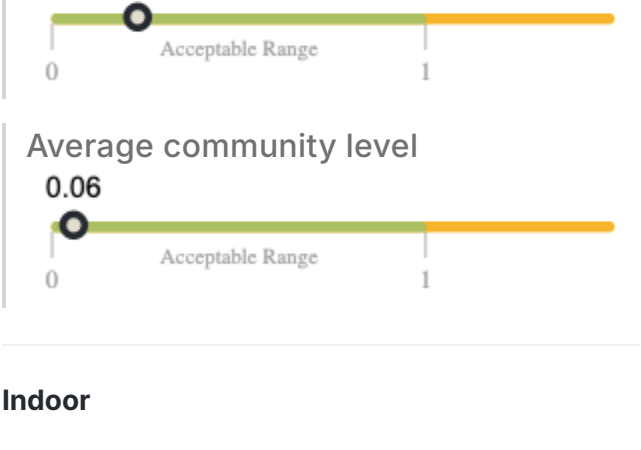 Acceptable Range
0 1
Average community level
0.06
Acceptable Range
0 1
Indoor